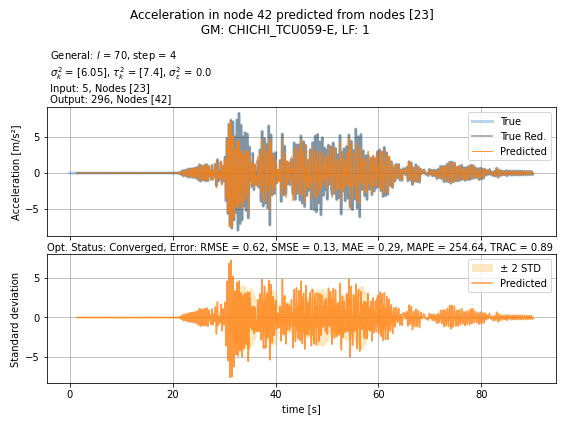 Acceleration in node 42 predicted from nodes [23]
GM: CHICHI_TCU059-E, LF: 1
General: l = 70, step = 4
σ²ₖ = [6.05], τ²ₖ = [7.4], σ²ₑ = 0.0
Input: 5, Nodes [23]
Output: 296, Nodes [42]
Acceleration [m/s²]
5
0
−5
True
True Red.
Predicted
Opt. Status: Converged, Error: RMSE = 0.62, SMSE = 0.13, MAE = 0.29, MAPE = 254.64, TRAC = 0.89
Standard deviation
5
0
−5
± 2 STD
Predicted
0 20 40 60 80
time [s]